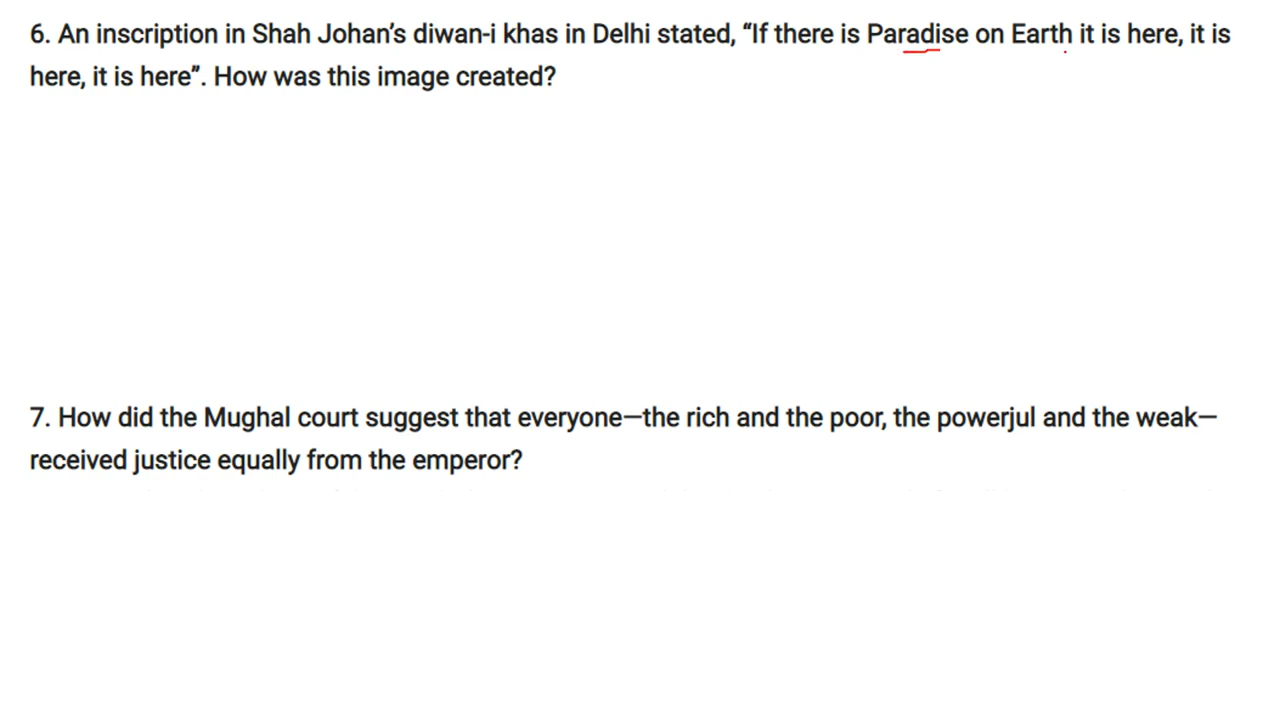 6. An inscription in Shah Johan’s diwan-i khas in Delhi stated, “If there is Paradise on Earth it is here, it is
here, it is here”. How was this image created?
7. How did the Mughal court suggest that everyone—the rich and the poor, the powerjul and the weak—
received justice equally from the emperor?